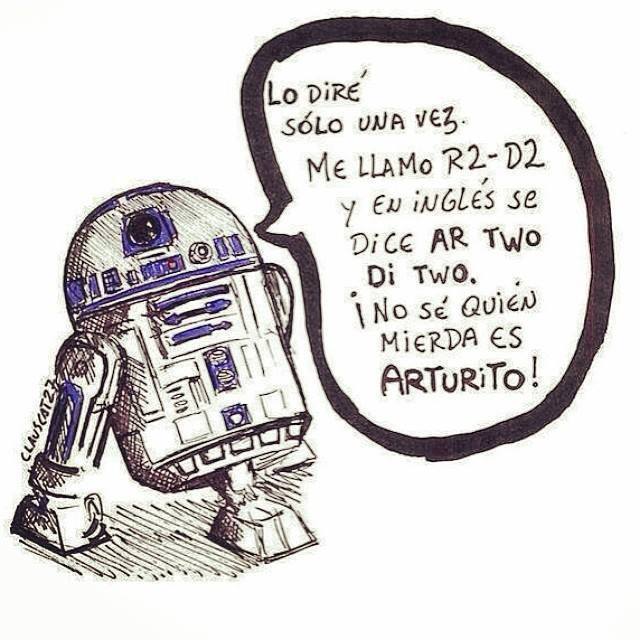 Lo diré
sólo una vez.
Me llamo R2-D2
y en inglés se
dice AR TWO
DI TWO.
¡No sé quién
mierda es
ARTURITO!
CLAUSCAT27